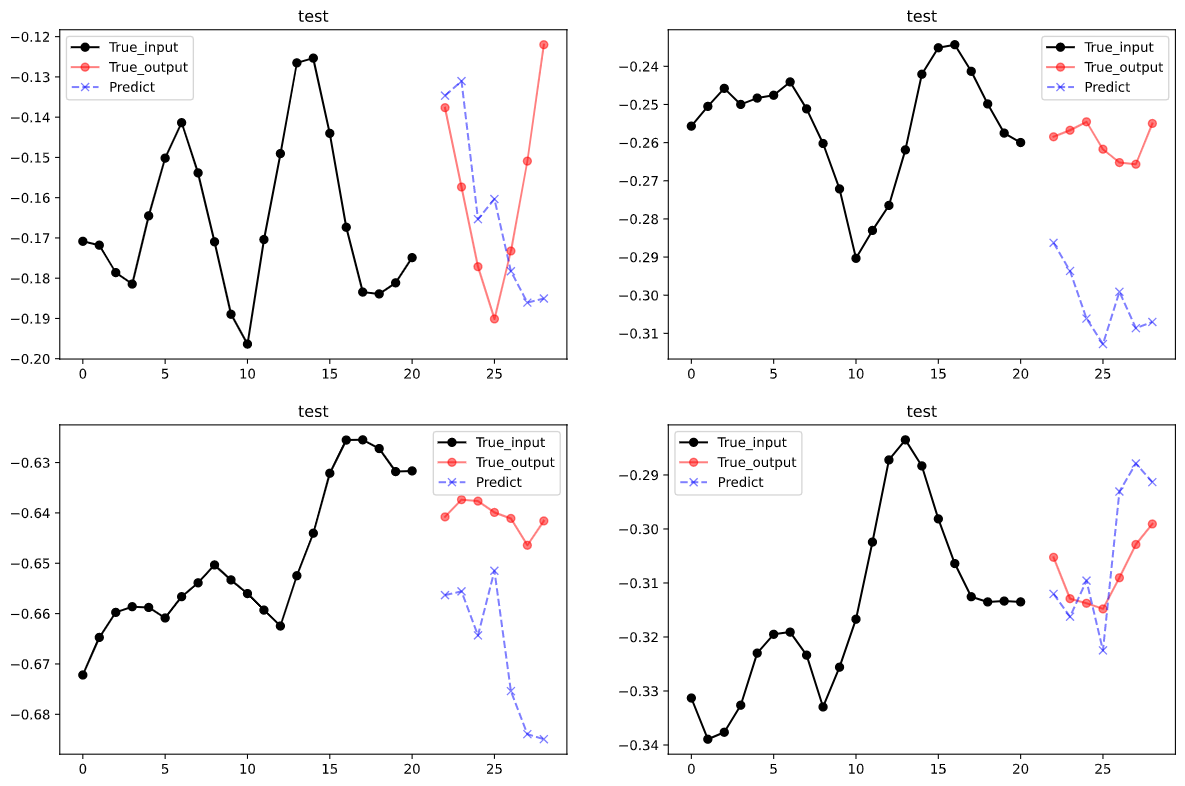 test
True_input
True_output
Predict
−0.12
−0.13
−0.14
−0.15
−0.16
−0.17
−0.18
−0.19
−0.20
0 5 10 15 20 25
test
True_input
True_output
Predict
−0.24
−0.25
−0.26
−0.27
−0.28
−0.29
−0.30
−0.31
0 5 10 15 20 25
test
True_input
True_output
Predict
−0.63
−0.64
−0.65
−0.66
−0.67
−0.68
0 5 10 15 20 25
test
True_input
True_output
Predict
−0.29
−0.30
−0.31
−0.32
−0.33
−0.34
0 5 10 15 20 25